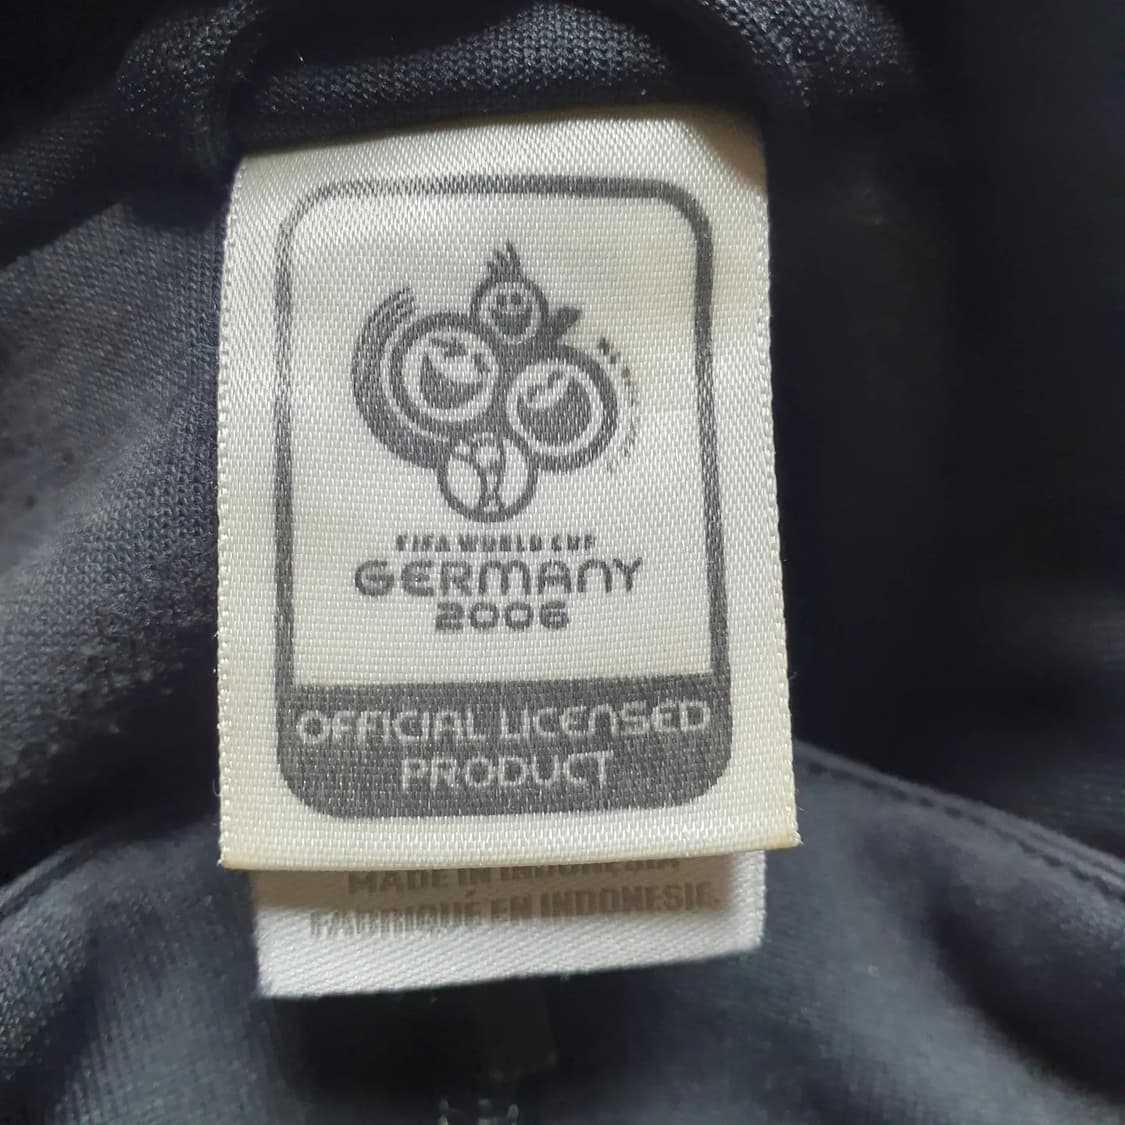 FIFA WORLD CUP
GERMANY
2006
OFFICIAL LICENSED
PRODUCT
MADE IN INDONESIA
FABRIQUÉ EN INDONESIE